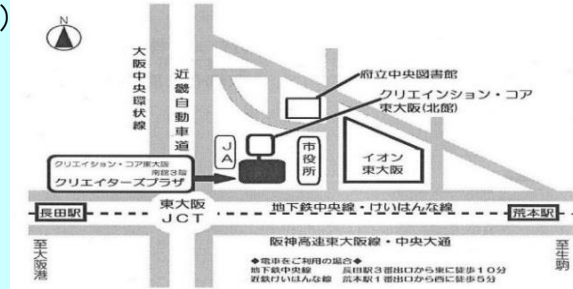 )
N
大阪中央環状線
近畿自動車道
府立中央図書館
クリエインション・コア
東大阪(北館)
クリエイション・コア東大阪
南館3階
クリエイターズプラザ
JA
市役所
イオン
東大阪
長田駅
東大阪
JCT
地下鉄中央線・けいはんな線
荒本駅
至大阪港
阪神高速東大阪線・中央大通
至生駒
◆電車をご利用の場合◆
地下鉄中央線 長田駅3番出口から東に徒歩10分
近鉄けいはんな線 荒本駅1番出口から西に徒歩5分